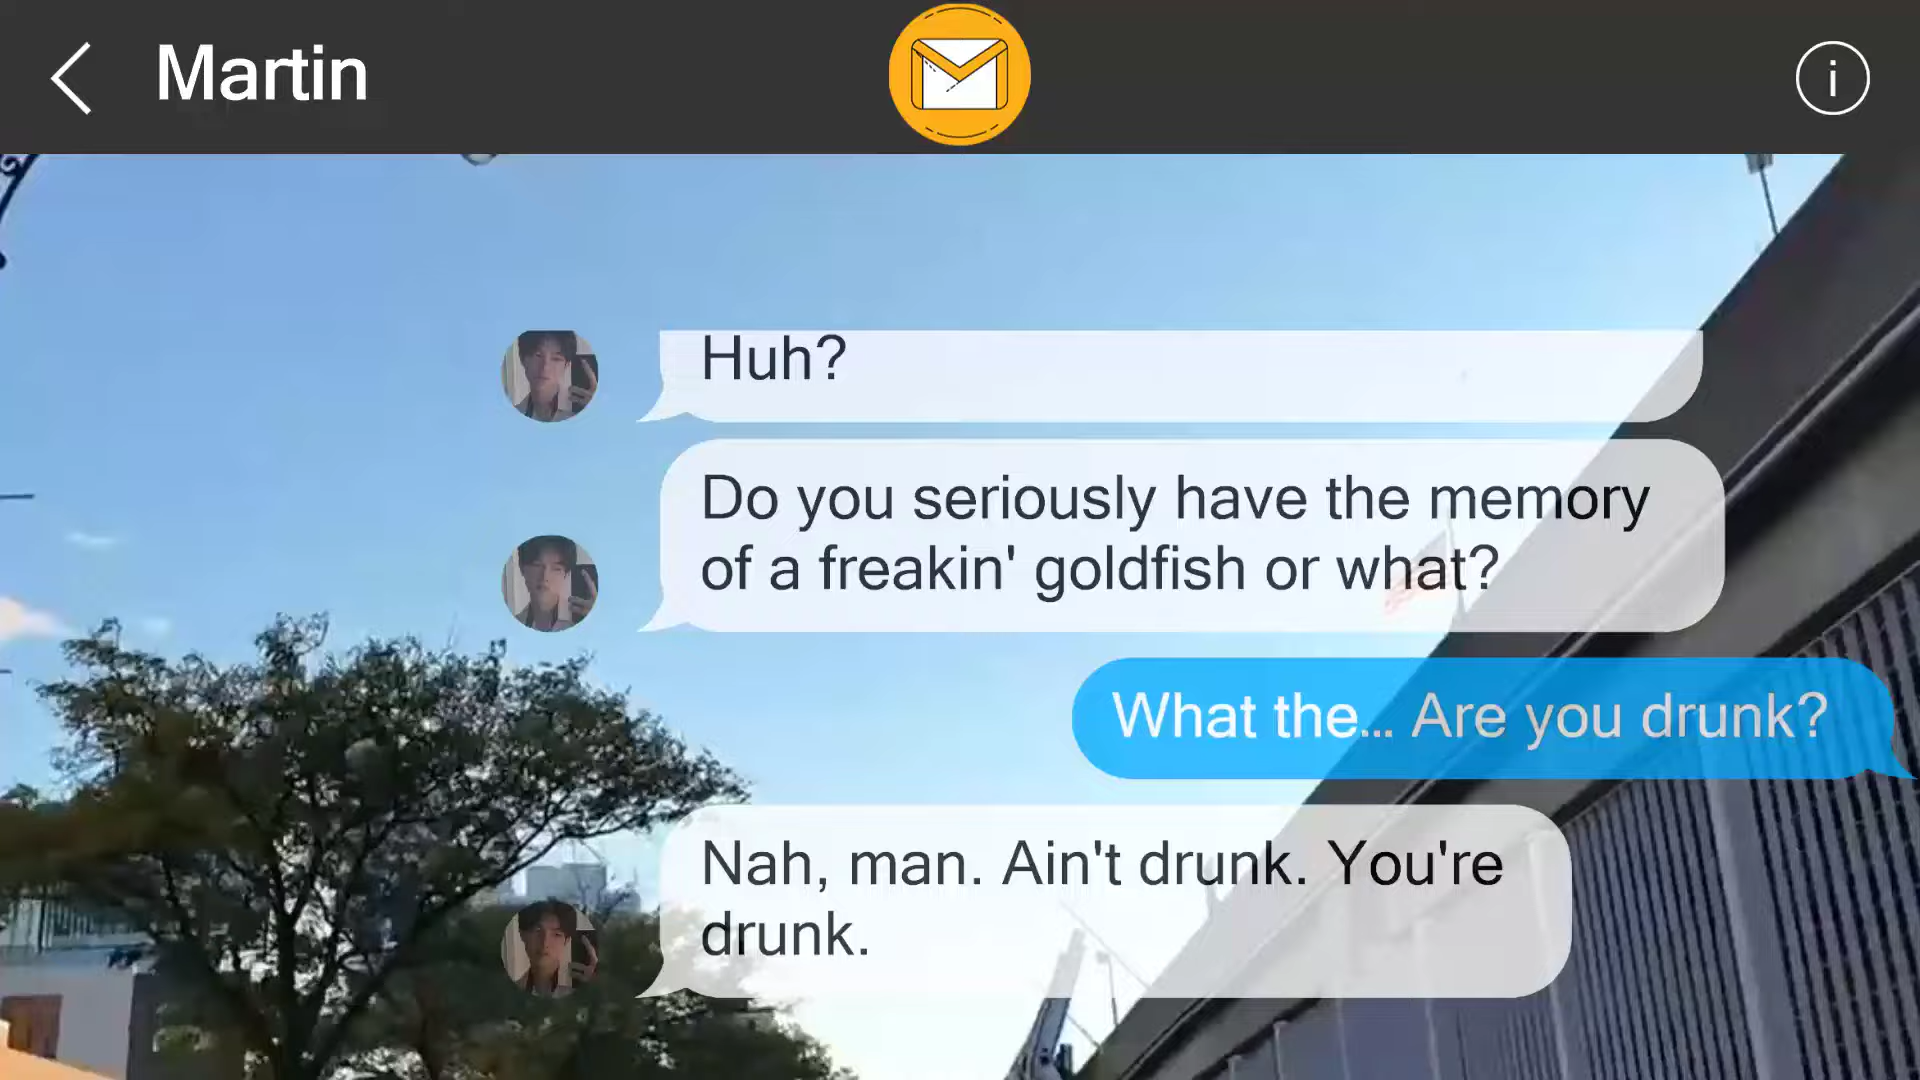 Martin
Huh?
Do you seriously have the memory
of a freakin' goldfish or what?
What the... Are you drunk?
Nah, man. Ain't drunk. You're
drunk.